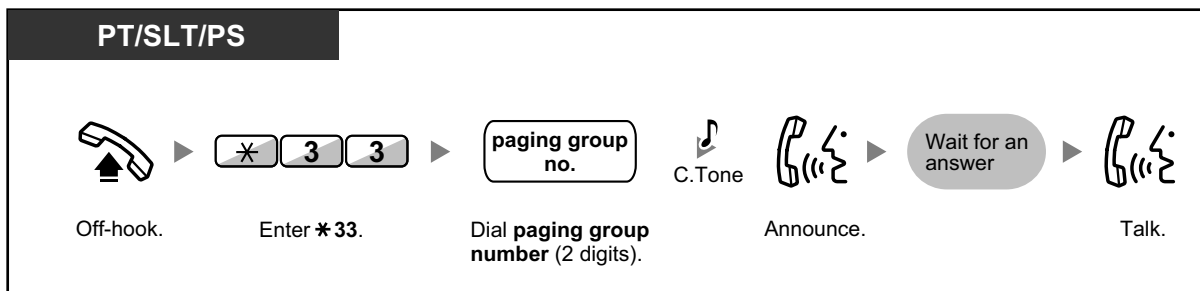 PT/SLT/PS
* 3 3
paging group
no.
C.Tone
Wait for an
answer
Off-hook.
Enter *33.
Dial paging group
number (2 digits).
Announce.
Talk.